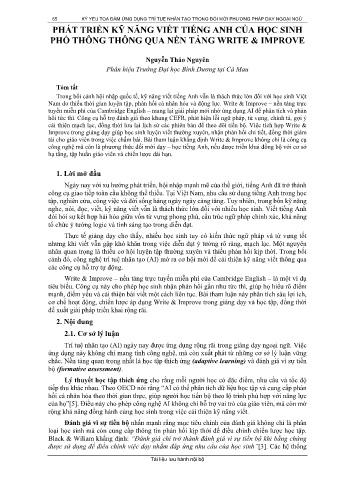 65 KỶ YẾU TỌA ĐÀM ỨNG DỤNG TRÍ TUỆ NHÂN TẠO TRONG ĐỔI MỚI PHƯƠNG PHÁP DẠY NGOẠI NGỮ
PHÁT TRIỂN KỸ NĂNG VIẾT TIẾNG ANH CỦA HỌC SINH
PHỔ THÔNG THÔNG QUA NỀN TẢNG WRITE & IMPROVE
Nguyễn Thảo Nguyên
Phân hiệu Trường Đại học Bình Dương tại Cà Mau
Tóm tắt
Trong bối cảnh hội nhập quốc tế, kỹ năng viết tiếng Anh vẫn là thách thức lớn đối với học sinh Việt
Nam do thiếu thời gian luyện tập, phản hồi cá nhân hóa và động lực. Write & Improve – nền tảng trực
tuyến miễn phí của Cambridge English – mang lại giải pháp mới nhờ ứng dụng AI để phân tích và phản
hồi tức thì. Công cụ hỗ trợ đánh giá theo khung CEFR, phát hiện lỗi ngữ pháp, từ vựng, chính tả, gợi ý
cải thiện mạch lạc, đồng thời lưu lại lịch sử các phiên bản để theo dõi tiến bộ. Việc tích hợp Write &
Improve trong giảng dạy giúp học sinh luyện viết thường xuyên, nhận phản hồi chi tiết, đồng thời giảm
tải cho giáo viên trong việc chấm bài. Bài tham luận khẳng định Write & Improve không chỉ là công cụ
công nghệ mà còn là phương thức đổi mới dạy – học tiếng Anh, nếu được triển khai đồng bộ với cơ sở
hạ tầng, tập huấn giáo viên và chiến lược dài hạn.
1. Lời mở đầu
Ngày nay với xu hướng phát triển, hội nhập mạnh mẽ của thế giới, tiếng Anh đã trở thành
công cụ giao tiếp toàn cầu không thể thiếu. Tại Việt Nam, nhu cầu sử dụng tiếng Anh trong học
tập, nghiên cứu, công việc và đời sống hàng ngày ngày càng tăng. Tuy nhiên, trong bốn kỹ năng
nghe, nói, đọc, viết, kỹ năng viết vẫn là thách thức lớn đối với nhiều học sinh. Viết tiếng Anh
đòi hỏi sự kết hợp hài hòa giữa vốn từ vựng phong phú, cấu trúc ngữ pháp chính xác, khả năng
tổ chức ý tưởng logic và tính sáng tạo trong diễn đạt.
Thực tế giảng dạy cho thấy, nhiều học sinh tuy có kiến thức ngữ pháp và từ vựng tốt
nhưng khi viết vẫn gặp khó khăn trong việc diễn đạt ý tưởng rõ ràng, mạch lạc. Một nguyên
nhân quan trọng là thiếu cơ hội luyện tập thường xuyên và thiếu phản hồi kịp thời. Trong bối
cảnh đó, công nghệ trí tuệ nhân tạo (AI) mở ra cơ hội mới để cải thiện kỹ năng viết thông qua
các công cụ hỗ trợ tự động.
Write & Improve – nền tảng trực tuyến miễn phí của Cambridge English – là một ví dụ
tiêu biểu. Công cụ này cho phép học sinh nhận phản hồi gần như tức thì, giúp họ hiểu rõ điểm
mạnh, điểm yếu và cải thiện bài viết một cách liên tục. Bài tham luận này phân tích sâu lợi ích,
cơ chế hoạt động, chiến lược áp dụng Write & Improve trong giảng dạy và học tập, đồng thời
đề xuất giải pháp triển khai rộng rãi.
2. Nội dung
2.1. Cơ sở lý luận
Trí tuệ nhân tạo (AI) ngày nay được ứng dụng rộng rãi trong giảng dạy ngoại ngữ. Việc
ứng dụng này không chỉ mang tính công nghệ, mà còn xuất phát từ những cơ sở lý luận vững
chắc. Nền tảng quan trọng nhất là học tập thích ứng (adaptive learning) và đánh giá vì sự tiến
bộ (formative assessment).
Lý thuyết học tập thích ứng cho rằng mỗi người học có đặc điểm, nhu cầu và tốc độ
tiếp thu khác nhau. Theo OECD nói rằng “AI có thể phân tích dữ liệu học tập và cung cấp phản
hồi cá nhân hóa theo thời gian thực, giúp người học tiến bộ theo lộ trình phù hợp với năng lực
của họ”[5]. Điều này cho phép công nghệ AI không chỉ hỗ trợ vai trò của giáo viên, mà còn mở
rộng khả năng đồng hành cùng học sinh trong việc cải thiện kỹ năng viết.
Đánh giá vì sự tiến bộ nhấn mạnh rằng mục tiêu chính của đánh giá không chỉ là phân
loại học sinh mà còn cung cấp thông tin phản hồi kịp thời để điều chỉnh chiến lược học tập.
Black & Wiliam khẳng định: “Đánh giá chỉ trở thành đánh giá vì sự tiến bộ khi bằng chứng
được sử dụng để điều chỉnh việc dạy nhằm đáp ứng nhu cầu của học sinh”[3]. Các hệ thống
Tài liệu lưu hành nội bộ